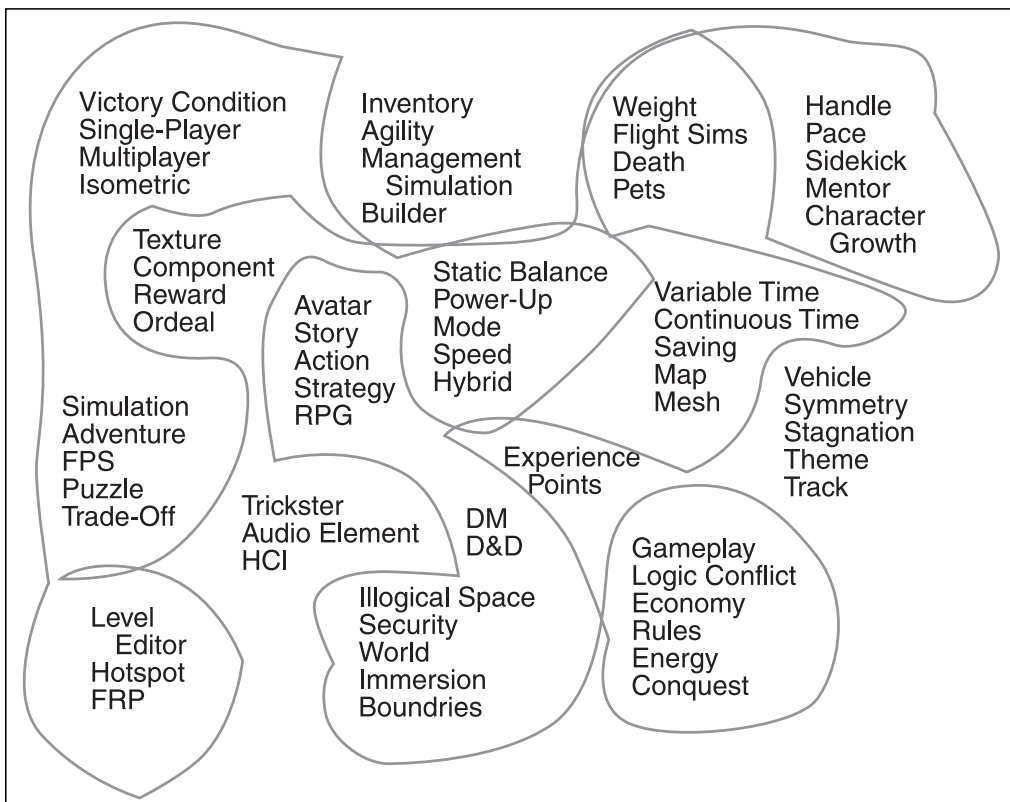 Victory Condition
Single-Player
Multiplayer
Isometric
Inventory
Agility
Management
Simulation
Builder
Weight
Flight Sims
Death
Pets
Handle
Pace
Sidekick
Mentor
Character
Growth
Texture
Component
Reward
Ordeal
Avatar
Story
Action
Strategy
RPG
Static Balance
Power-Up
Mode
Speed
Hybrid
Variable Time
Continuous Time
Saving
Map
Mesh
Vehicle
Symmetry
Stagnation
Theme
Track
Simulation
Adventure
FPS
Puzzle
Trade-Off
Trickster
Audio Element
HCI
Experience
Points
DM
D&D
Gameplay
Logic Conflict
Economy
Rules
Energy
Conquest
Level
Editor
Hotspot
FRP
Illogical Space
Security
World
Immersion
Boundries